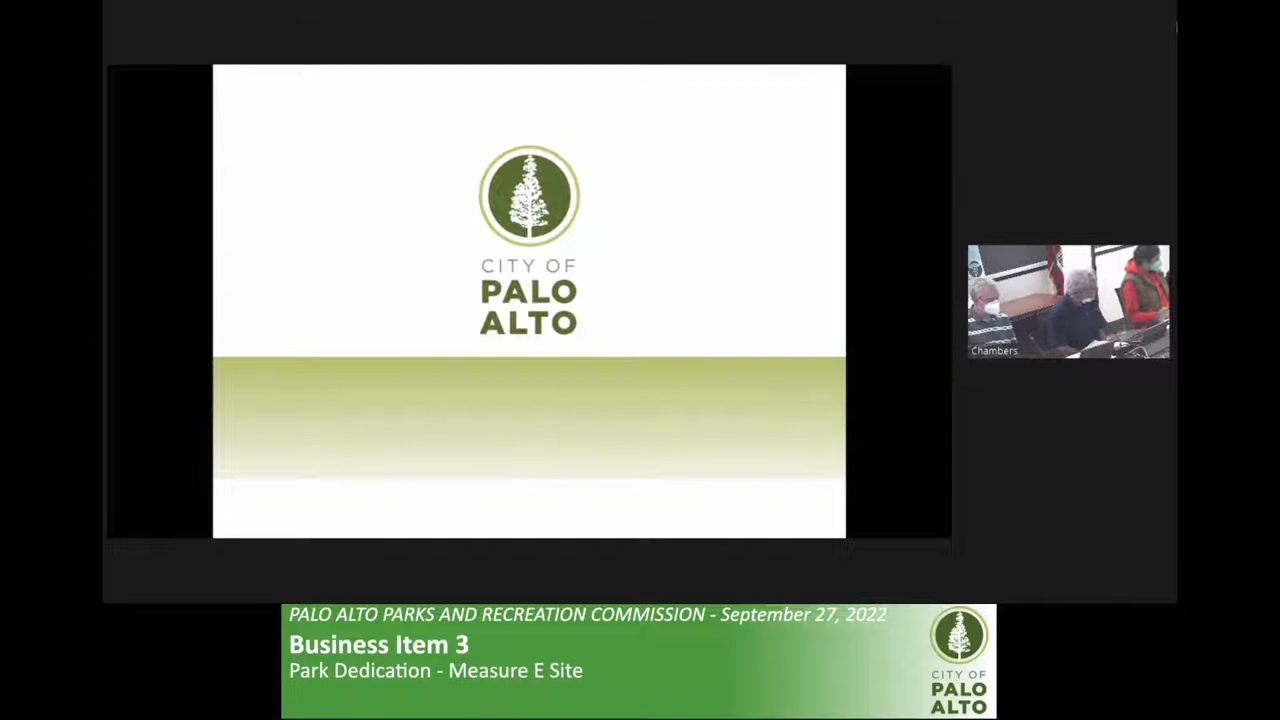 CITY OF
PALO
ALTO
Chambers
PALO ALTO PARKS AND RECREATION COMMISSION - September 27, 2022
Business Item 3
Park Dedication - Measure E Site
CITY OF
PALO
ALTO